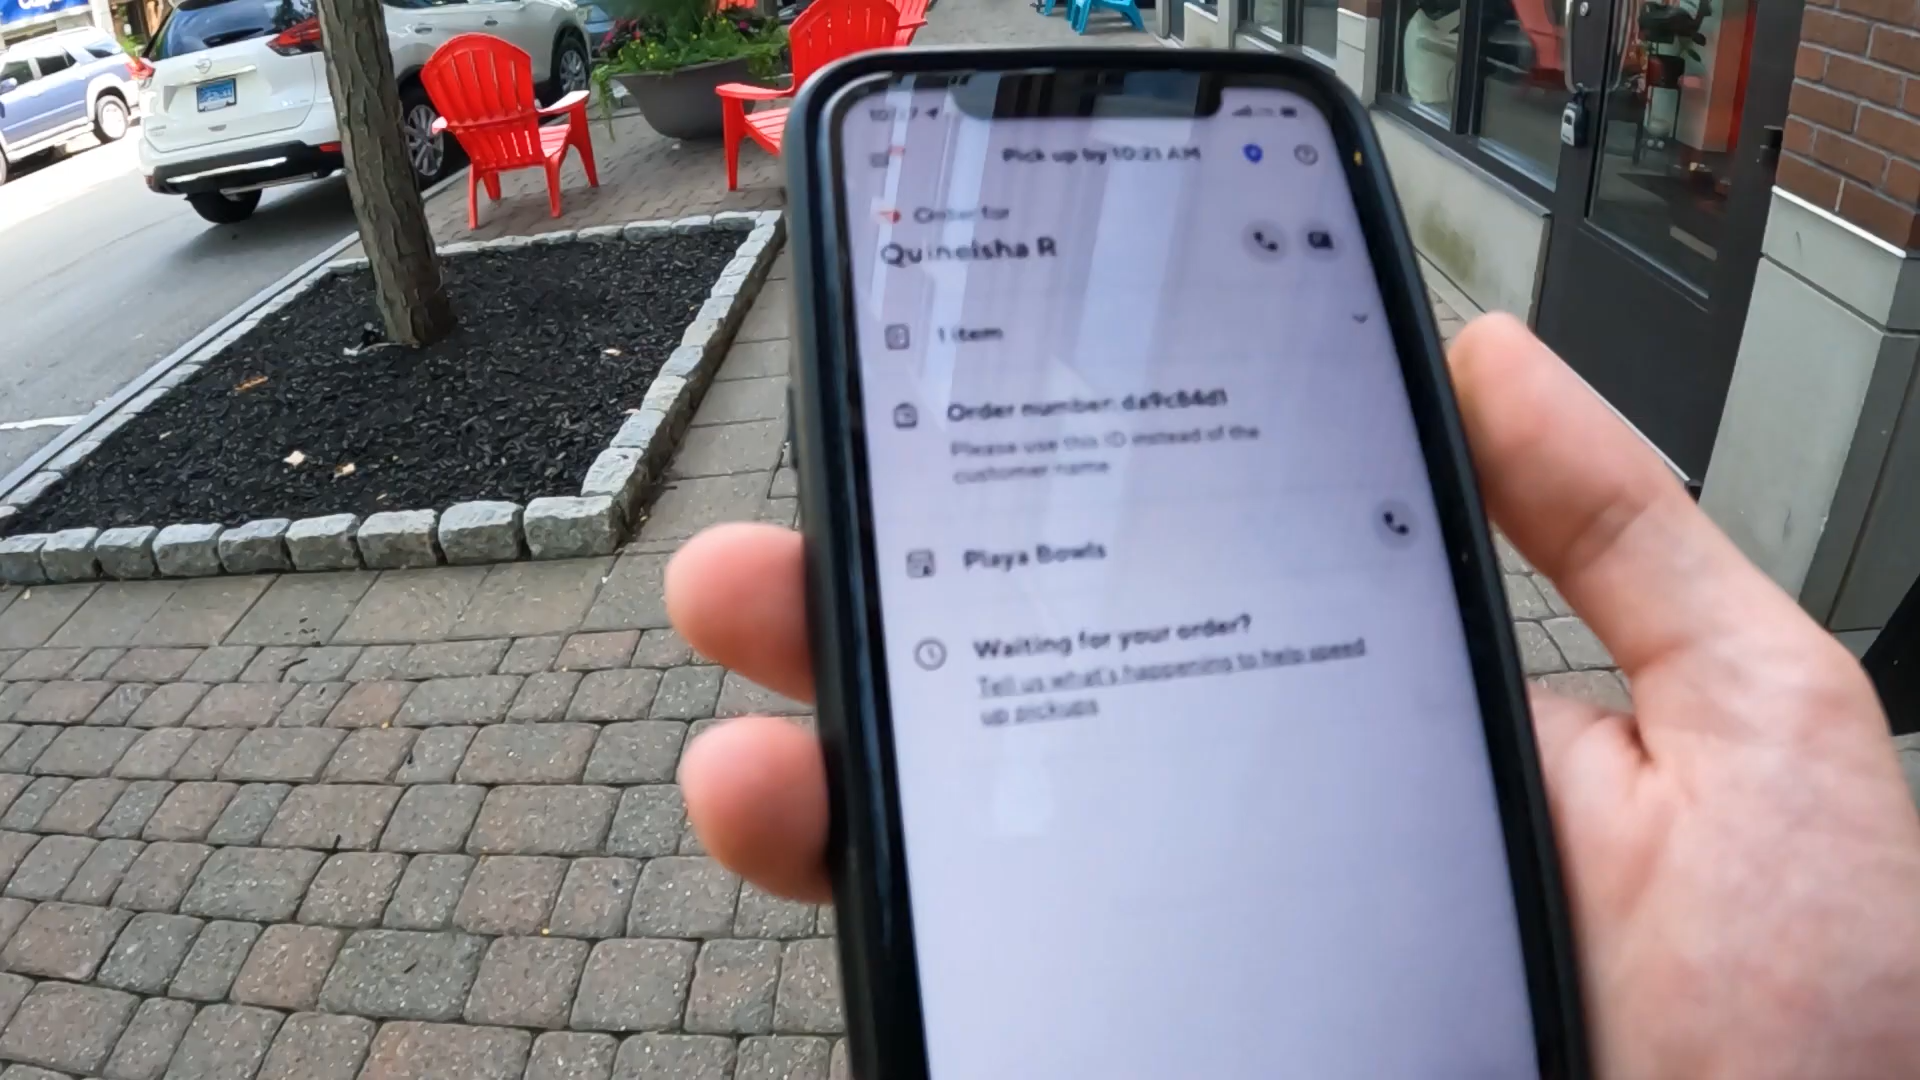 Pick up by 10:21 AM
Order for
Quineisha R
1 item
Order number: da9c84d1
Please use this ID instead of the
customer name
Playa Bowls
Waiting for your order?
Tell us what's happening to help speed
up pickups